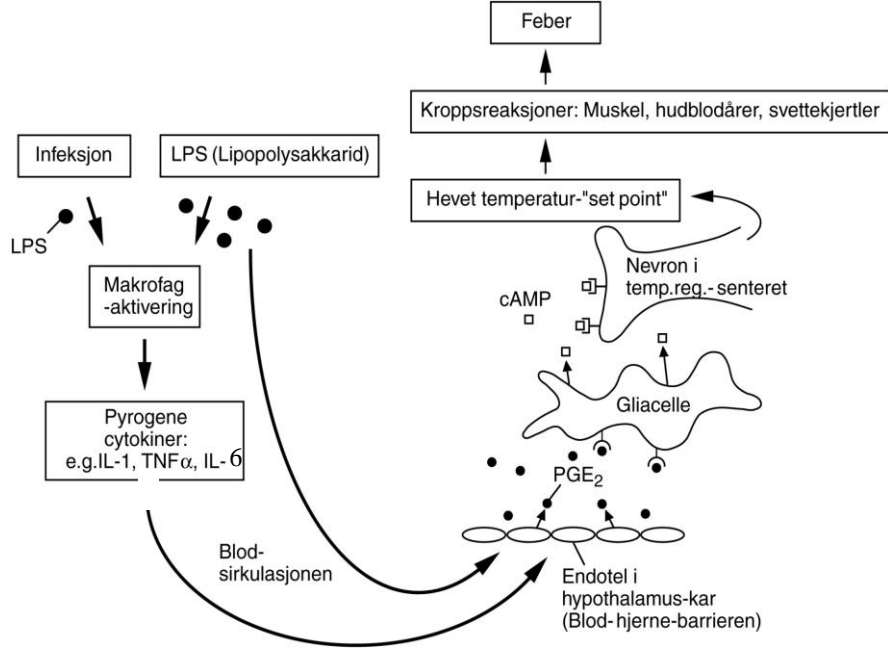 Feber
Kroppsreaksjoner: Muskel, hudblodårer, svettekjertler
Infeksjon
LPS (Lipopolysakkarid)
Hevet temperatur-"set point"
LPS
Makrofag
-aktivering
Nevron i
temp.reg.-senteret
cAMP
Pyrogene
cytokiner:
e.g.IL-1, TNFα, IL-6
Gliacelle
PGE2
Blod-
sirkulasjonen
Endotel i
hypothalamus-kar
(Blod-hjerne-barrieren)